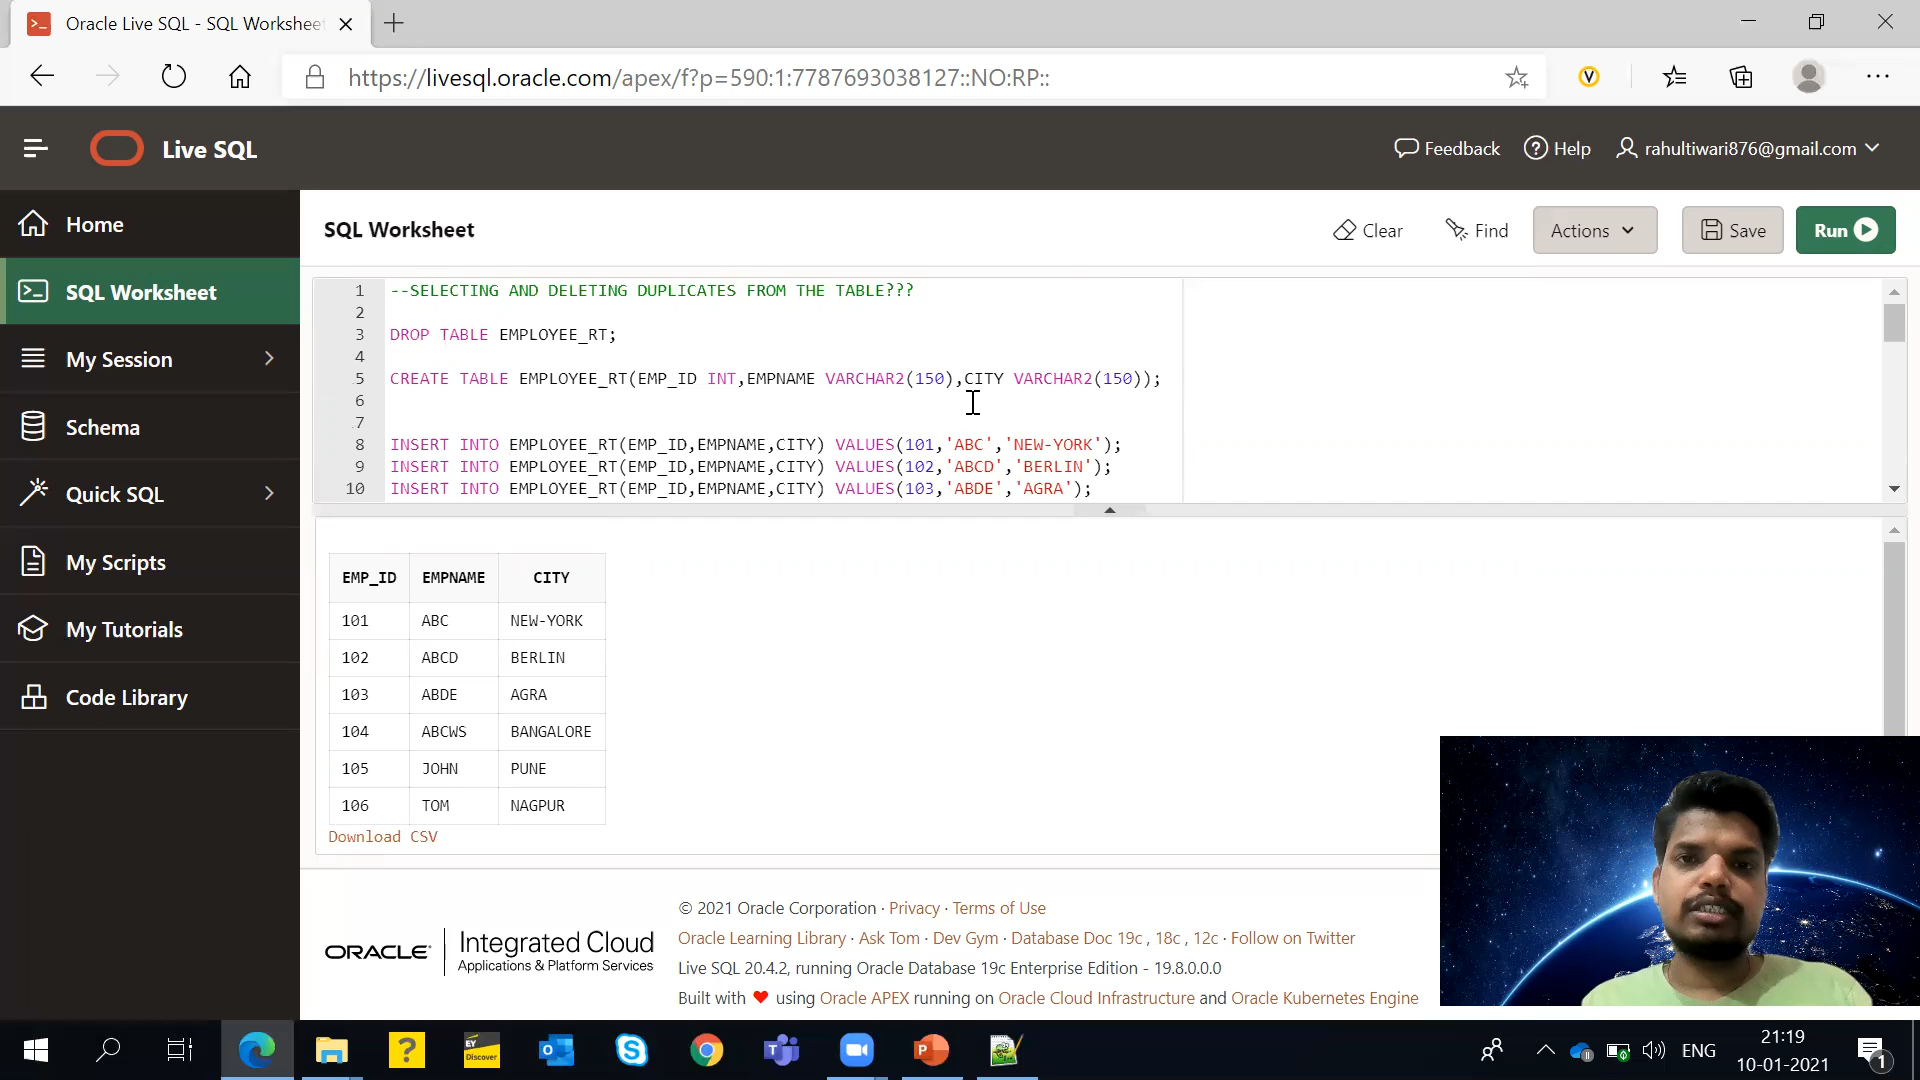 Oracle Live SQL - SQL Workshee
https://livesql.oracle.com/apex/f?p=590:1:7787693038127::NO:RP::
V
Live SQL
Feedback
Help
rahultiwari876@gmail.com
Home
SQL Worksheet
My Session
Schema
Quick SQL
My Scripts
My Tutorials
Code Library
SQL Worksheet
Clear
Find
Actions
Save
Run
1 --SELECTING AND DELETING DUPLICATES FROM THE TABLE???
2
3 DROP TABLE EMPLOYEE_RT;
4
5 CREATE TABLE EMPLOYEE_RT(EMP_ID INT,EMPNAME VARCHAR2(150),CITY VARCHAR2(150));
6
7
8 INSERT INTO EMPLOYEE_RT(EMP_ID,EMPNAME,CITY) VALUES(101,'ABC','NEW-YORK');
9 INSERT INTO EMPLOYEE_RT(EMP_ID,EMPNAME,CITY) VALUES(102,'ABCD','BERLIN');
10 INSERT INTO EMPLOYEE_RT(EMP_ID,EMPNAME,CITY) VALUES(103,'ABDE','AGRA');
EMP_ID EMPNAME CITY
101 ABC NEW-YORK
102 ABCD BERLIN
103 ABDE AGRA
104 ABCWS BANGALORE
105 JOHN PUNE
106 TOM NAGPUR
Download CSV
ORACLE Integrated Cloud
Applications & Platform Services
© 2021 Oracle Corporation · Privacy · Terms of Use
Oracle Learning Library · Ask Tom · Dev Gym · Database Doc 19c , 18c , 12c · Follow on Twitter
Live SQL 20.4.2, running Oracle Database 19c Enterprise Edition - 19.8.0.0.0
Built with ❤ using Oracle APEX running on Oracle Cloud Infrastructure and Oracle Kubernetes Engine
?
EY
Discover
ENG
21:19
10-01-2021
1